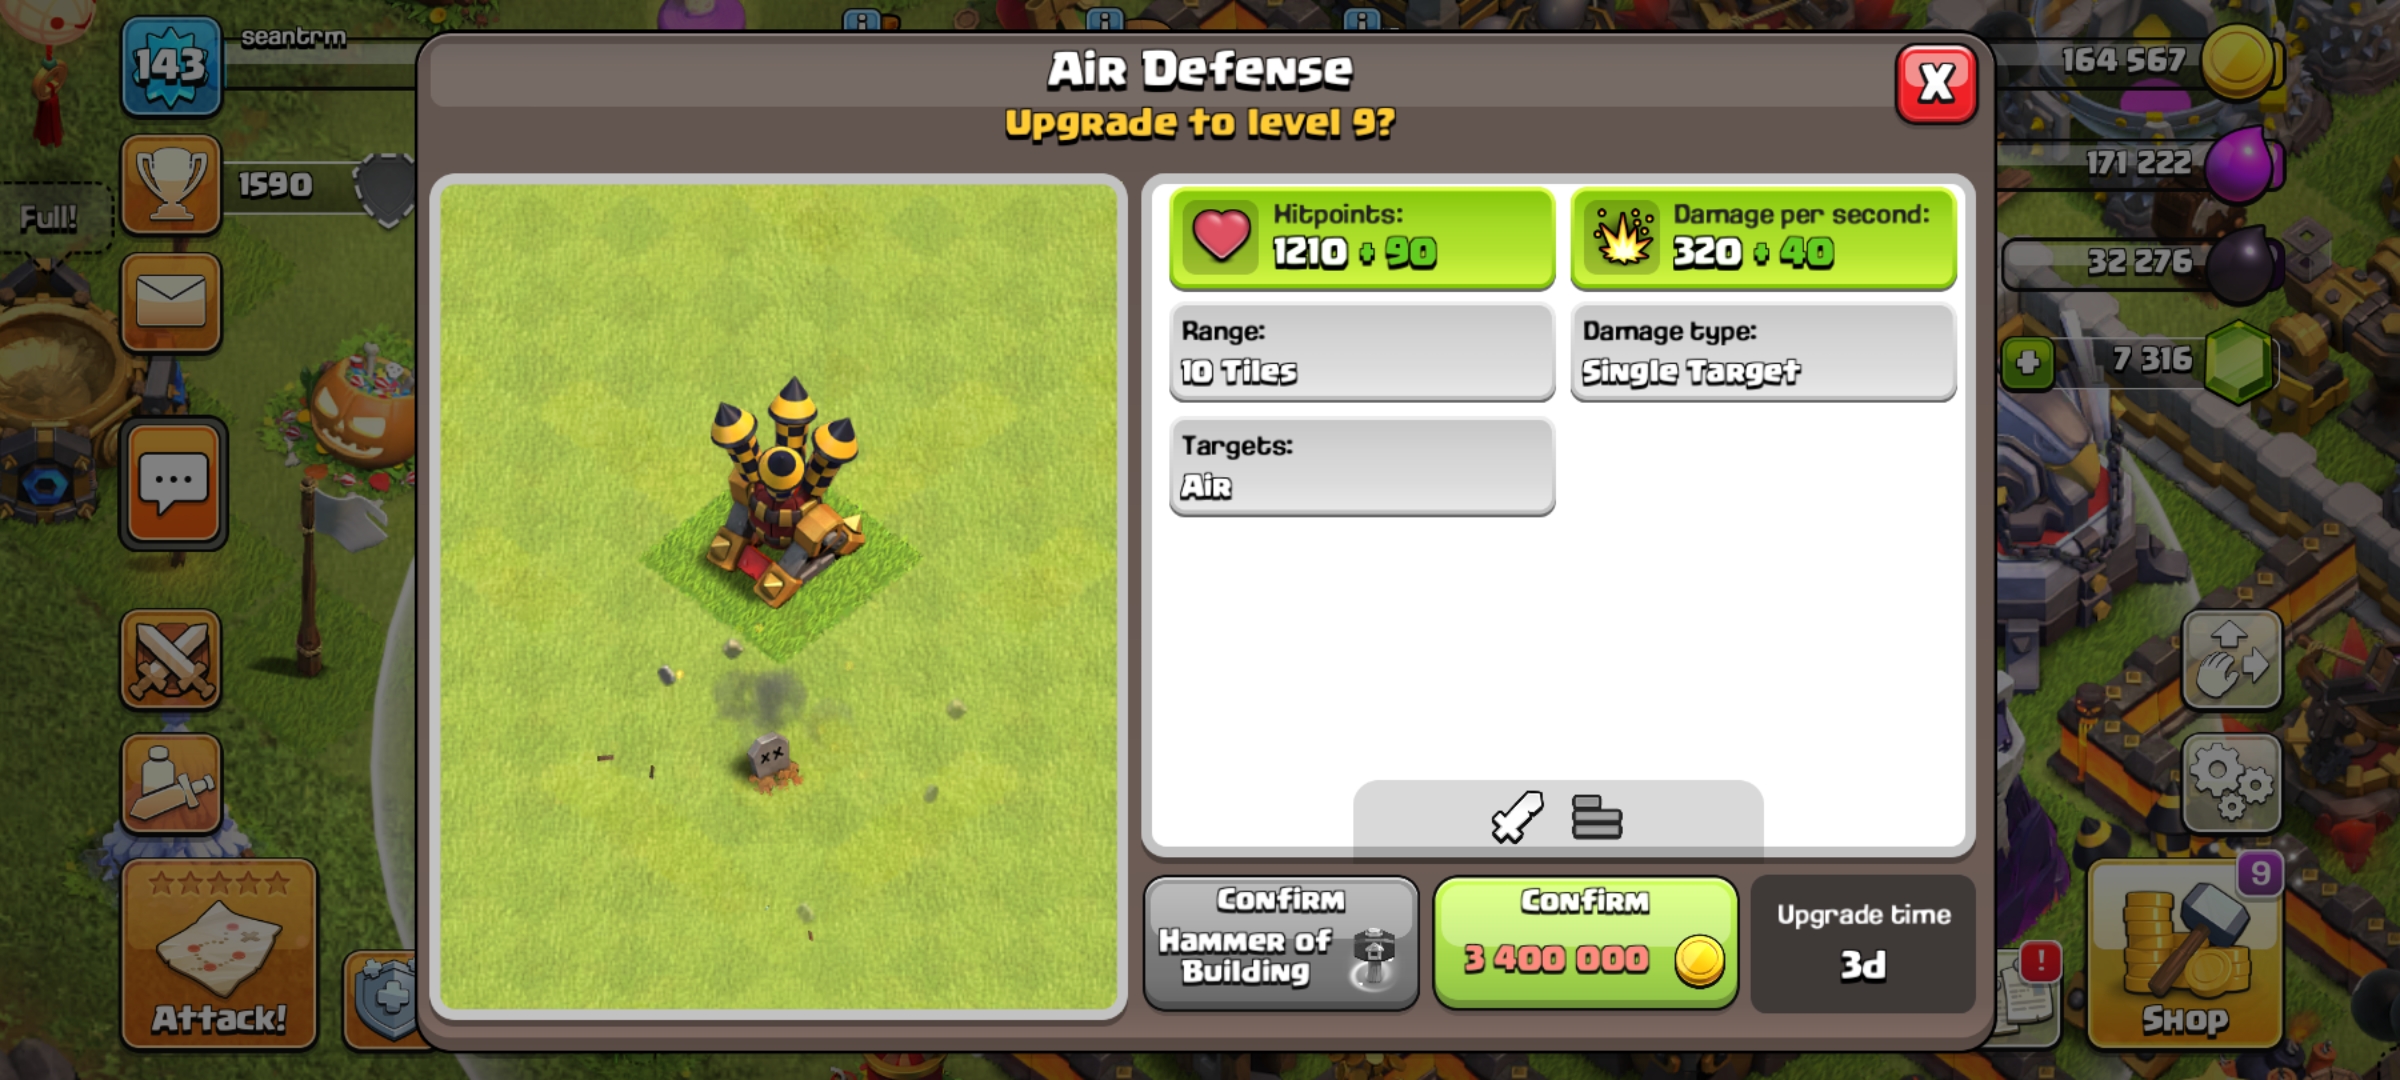 143
seantrm
1590
Full!
Attack!
Air Defense
Upgrade to level 9?
X
Hitpoints:
1210 + 90
Damage per second:
320 + 40
Range:
10 Tiles
Damage type:
Single Target
Targets:
Air
Confirm
Hammer of
Building
Confirm
3 400 000
Upgrade time
3d
164 567
171 222
32 276
7 316
9
!
Shop